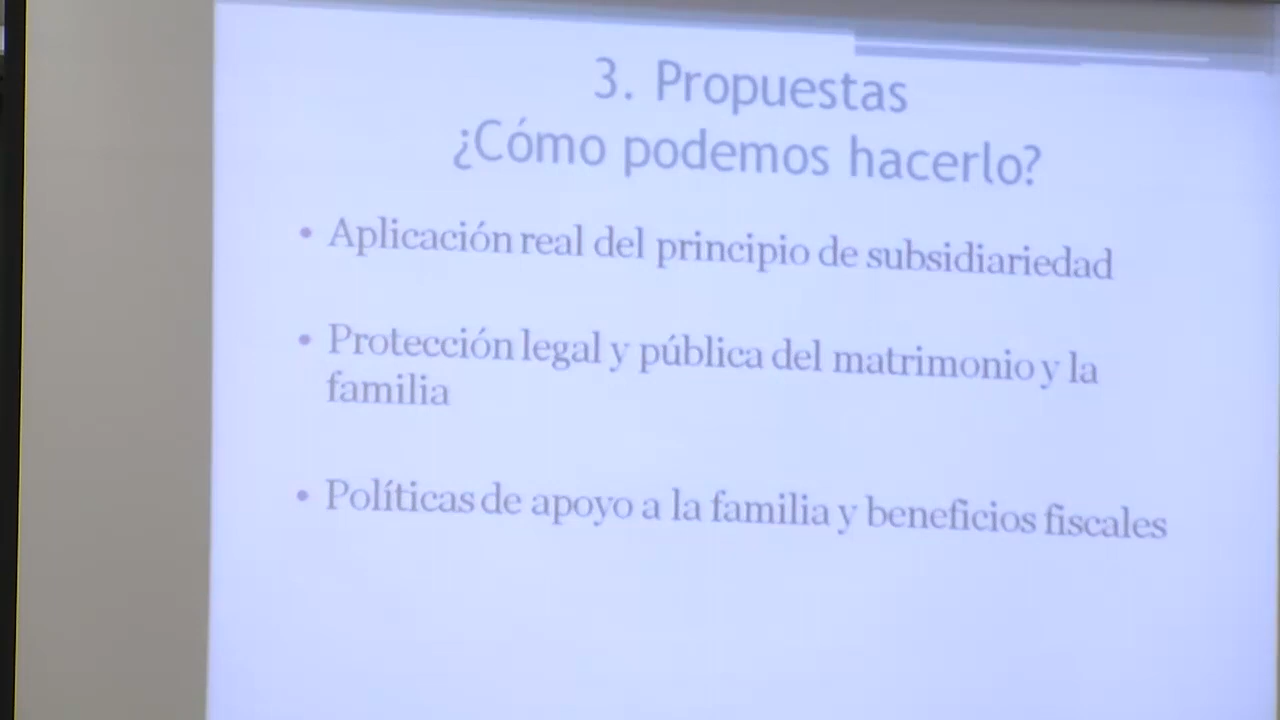 3. Propuestas
¿Cómo podemos hacerlo?
• Aplicación real del principio de subsidiariedad
• Protección legal y pública del matrimonio y la
familia
• Políticas de apoyo a la familia y beneficios fiscales